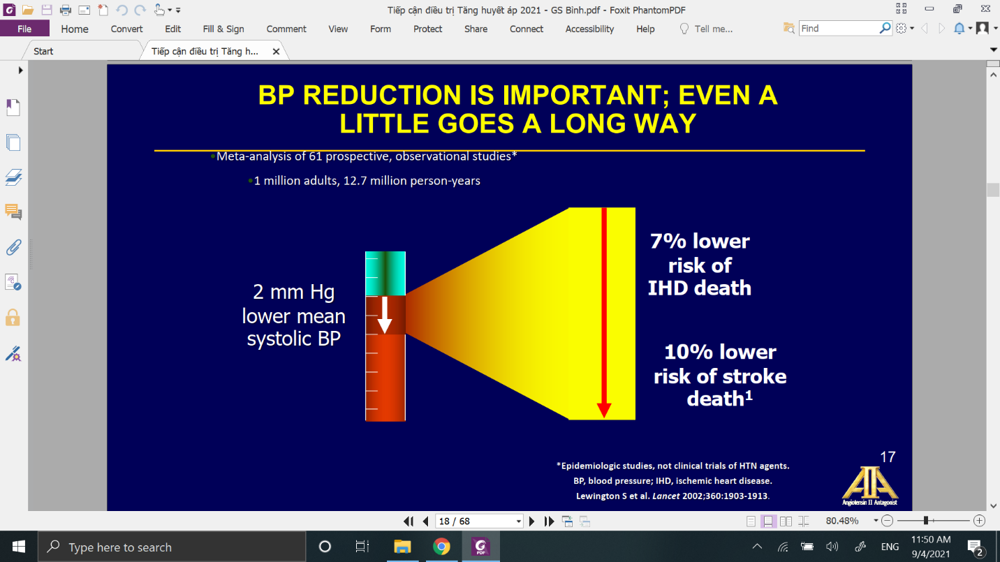 Tiếp cận điều trị Tăng huyết áp 2021 - GS Binh.pdf - Foxit PhantomPDF
File Home Convert Edit Fill & Sign Comment View Form Protect Share Connect Accessibility Help Tell me... Find
Start Tiếp cận điều trị Tăng h...
BP REDUCTION IS IMPORTANT; EVEN A
LITTLE GOES A LONG WAY
•Meta-analysis of 61 prospective, observational studies*
•1 million adults, 12.7 million person-years
2 mm Hg
lower mean
systolic BP
7% lower
risk of
IHD death
10% lower
risk of stroke
death¹
*Epidemiologic studies, not clinical trials of HTN agents.
BP, blood pressure; IHD, ischemic heart disease.
Lewington S et al. Lancet 2002;360:1903-1913.
17
AIIA
Angiotensin II Antagonist
18 / 68
80.48%
Type here to search
PDF
ENG
11:50 AM
9/4/2021
2